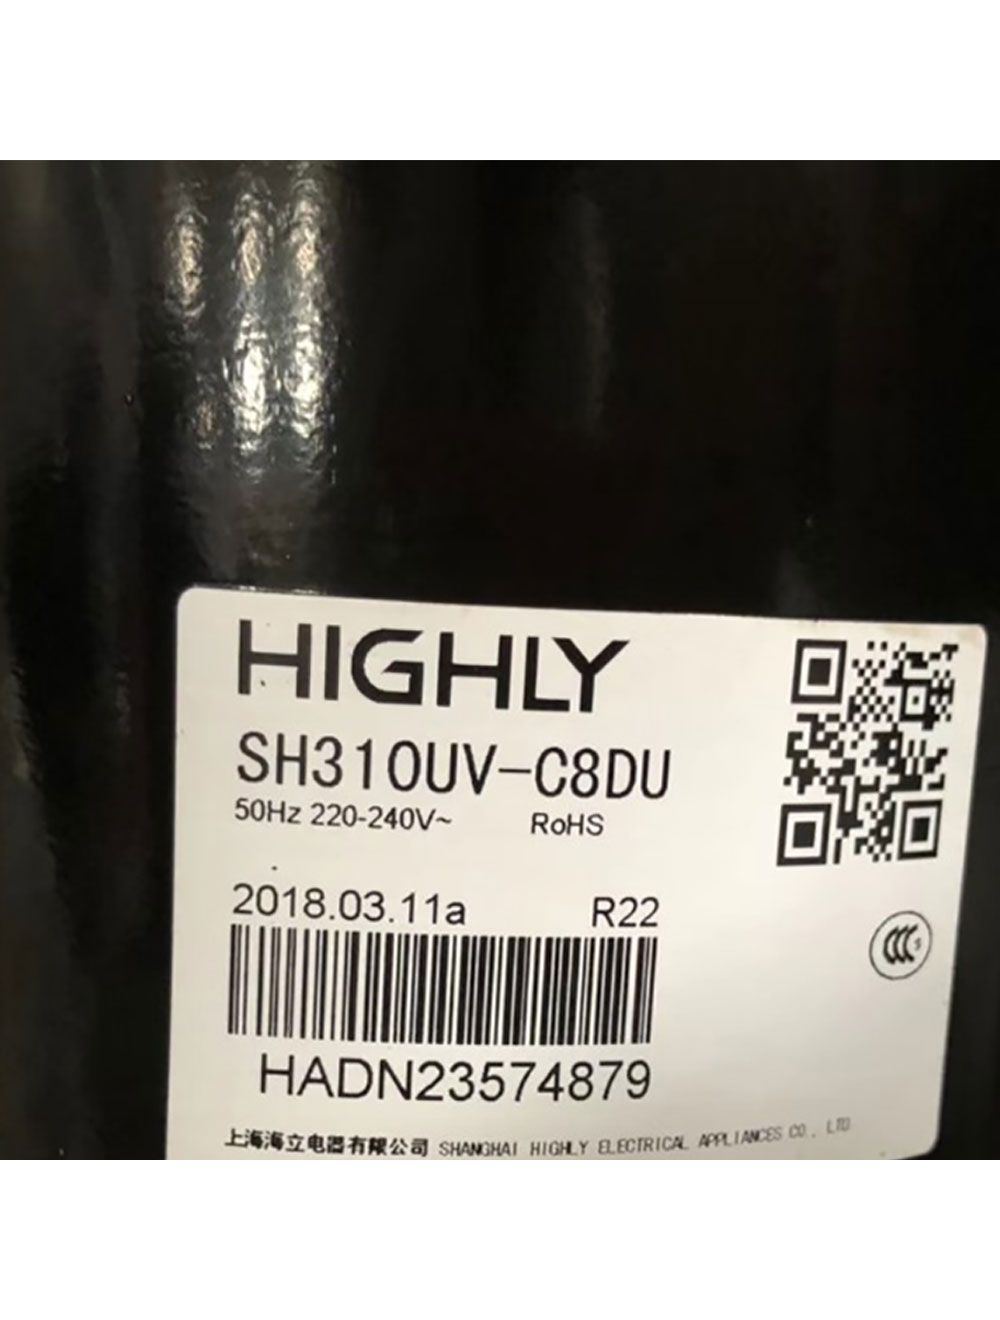 HIGHLY
SH310UV-C8DU
50Hz 220-240V~ RoHS
2018.03.11a R22
HADN23574879
上海海立电器有限公司 SHANGHAI HIGHLY ELECTRICAL APPLIANCES CO., LTD
CCC S